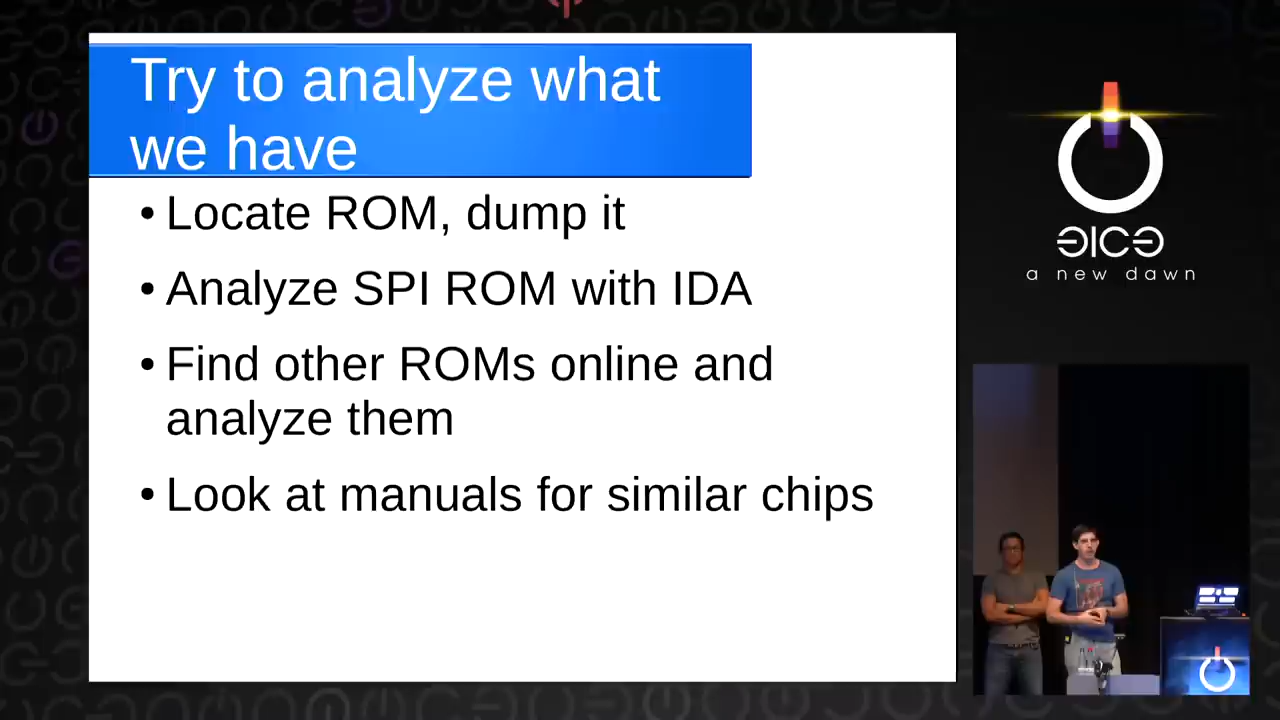 Try to analyze what
we have
• Locate ROM, dump it
• Analyze SPI ROM with IDA
• Find other ROMs online and
analyze them
• Look at manuals for similar chips
31C3
a new dawn